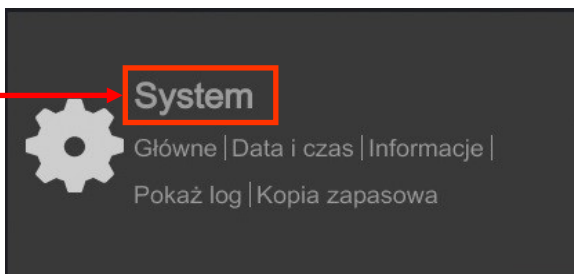 System
Główne | Data i czas | Informacje |
Pokaż log | Kopia zapasowa